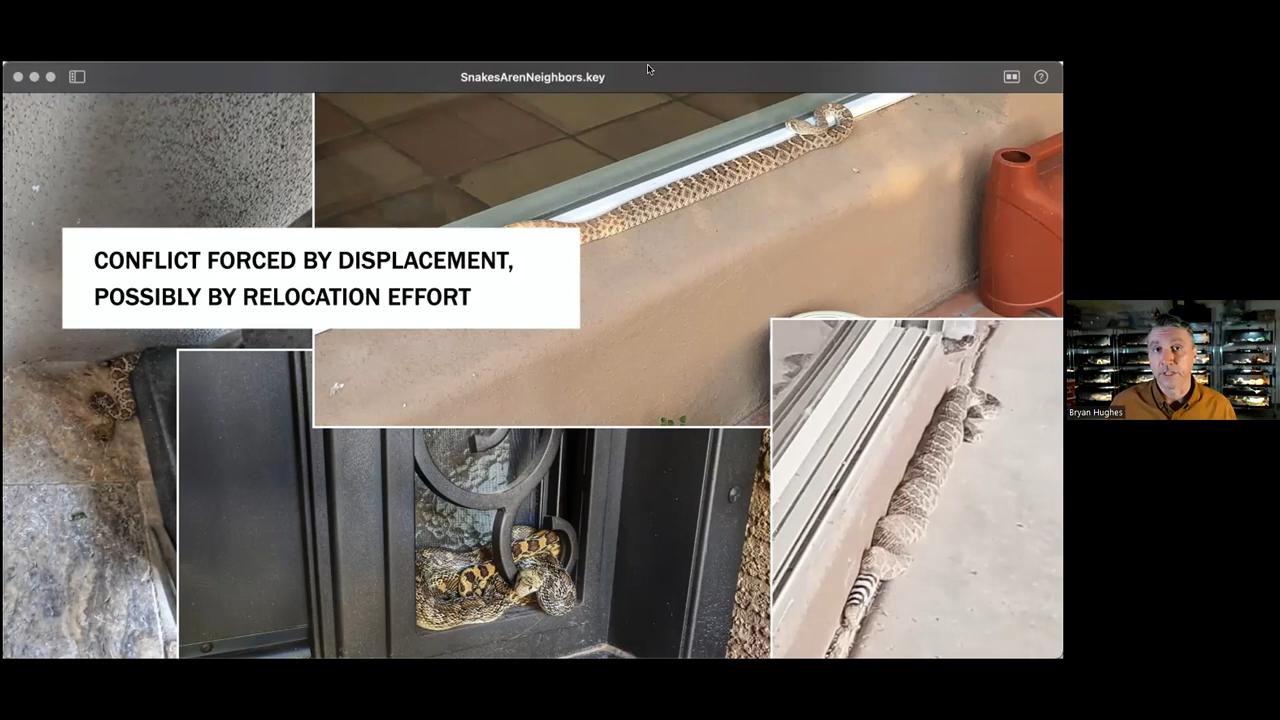 SnakesArenNeighbors.key
CONFLICT FORCED BY DISPLACEMENT,
POSSIBLY BY RELOCATION EFFORT
Bryan Hughes